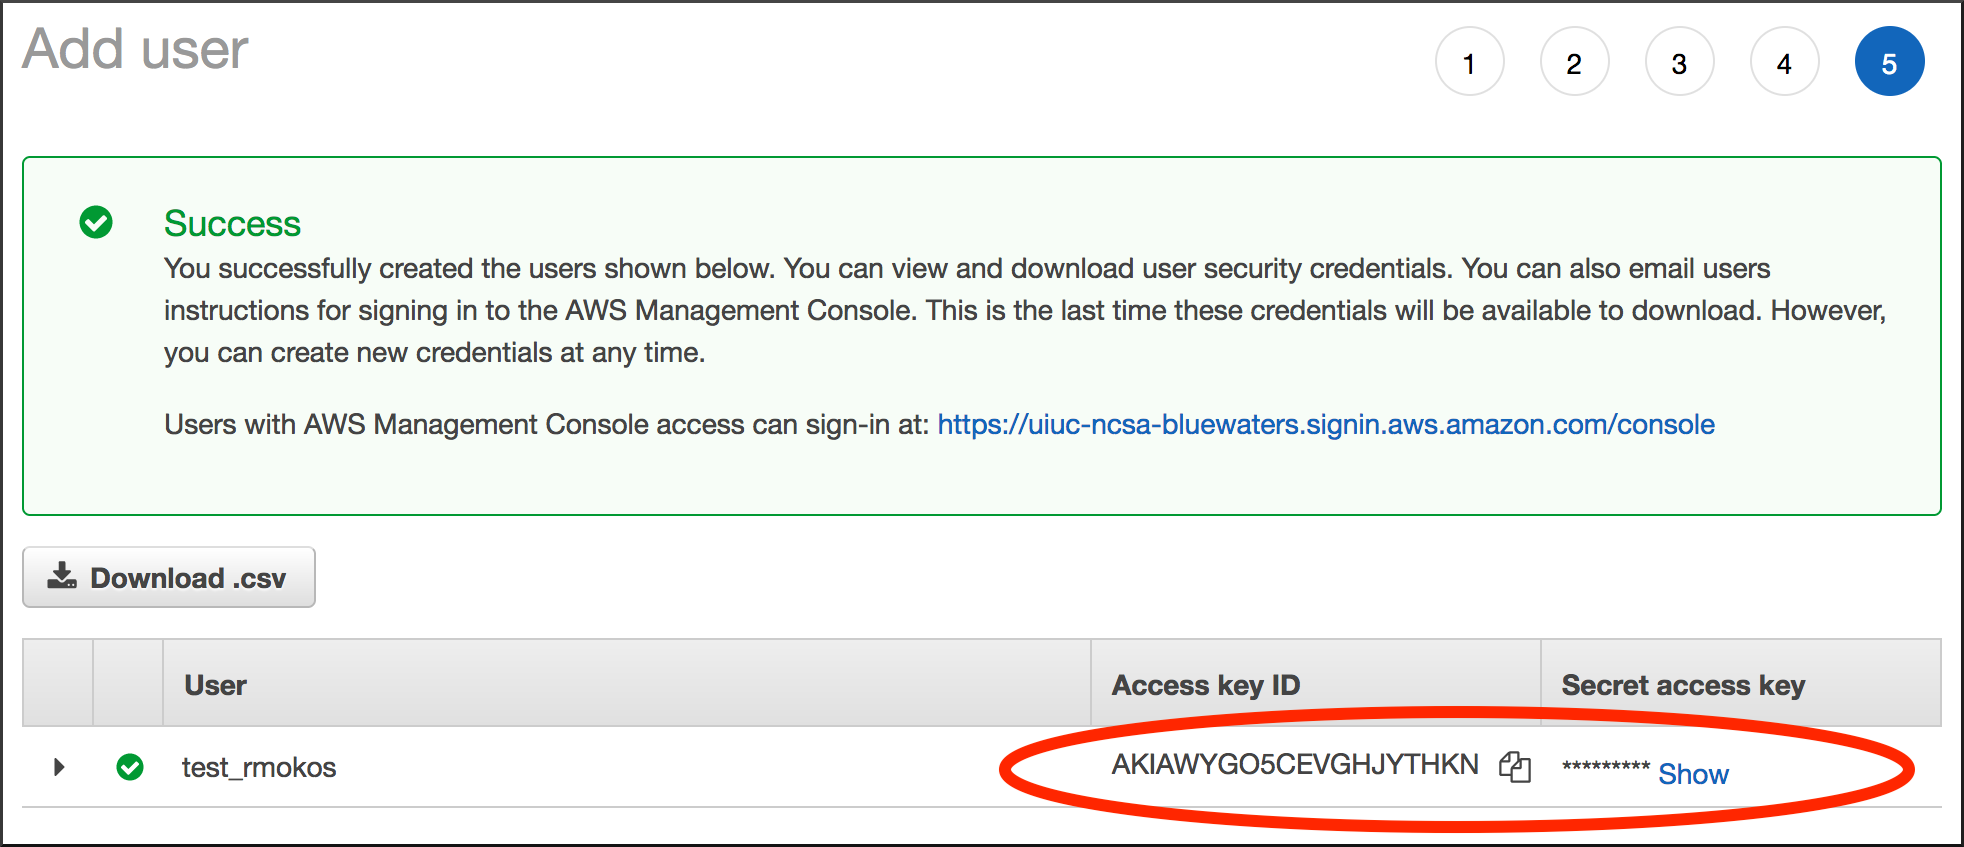 Add user
1 2 3 4 5
Success
You successfully created the users shown below. You can view and download user security credentials. You can also email users
instructions for signing in to the AWS Management Console. This is the last time these credentials will be available to download. However,
you can create new credentials at any time.
Users with AWS Management Console access can sign-in at: https://uiuc-ncsa-bluewaters.signin.aws.amazon.com/console
Download .csv
User Access key ID Secret access key
test_rmokos AKIAWYGO5CEVGHJYTHKN ********* Show